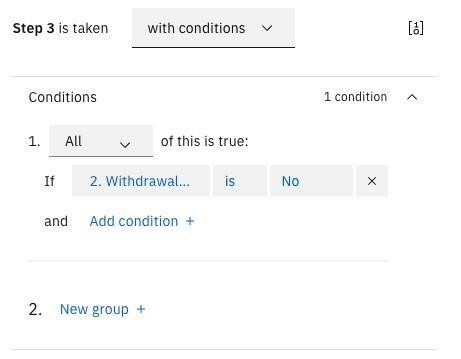 Step 3 is taken with conditions
Conditions 1 condition
1. All of this is true:
If 2. Withdrawal... is No ×
and Add condition +
2. New group +